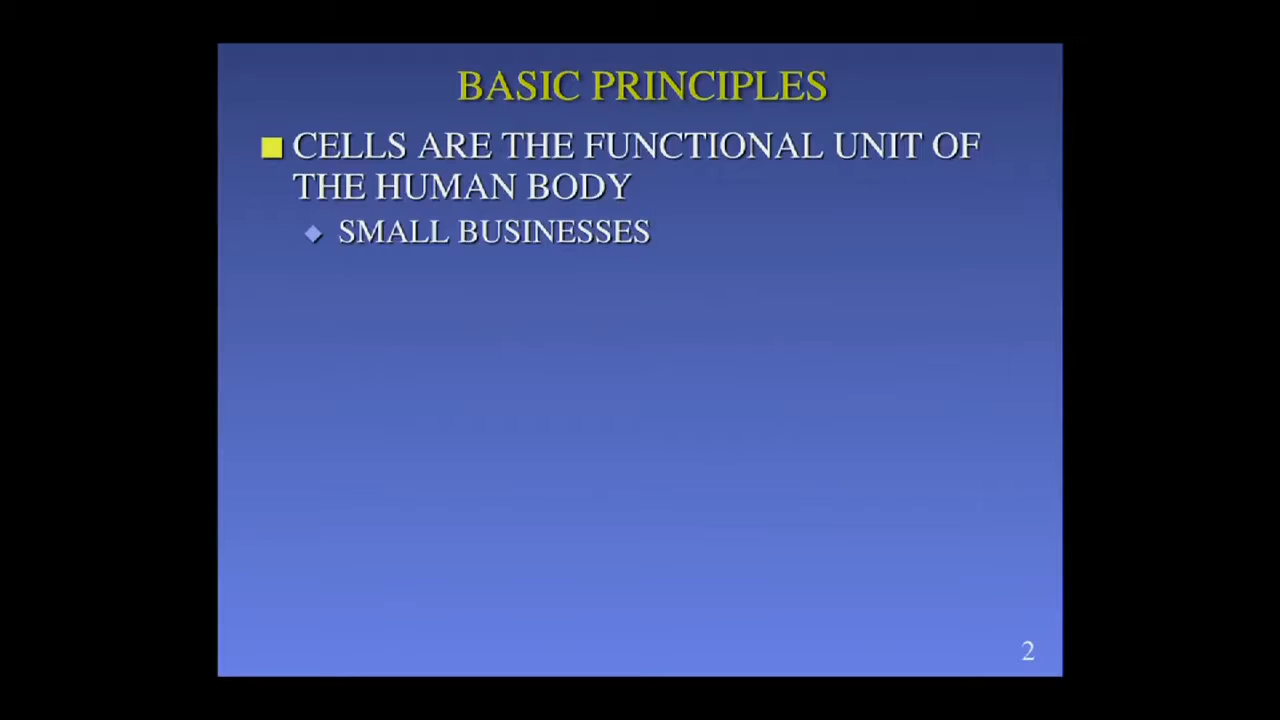 BASIC PRINCIPLES
CELLS ARE THE FUNCTIONAL UNIT OF
THE HUMAN BODY
SMALL BUSINESSES
2